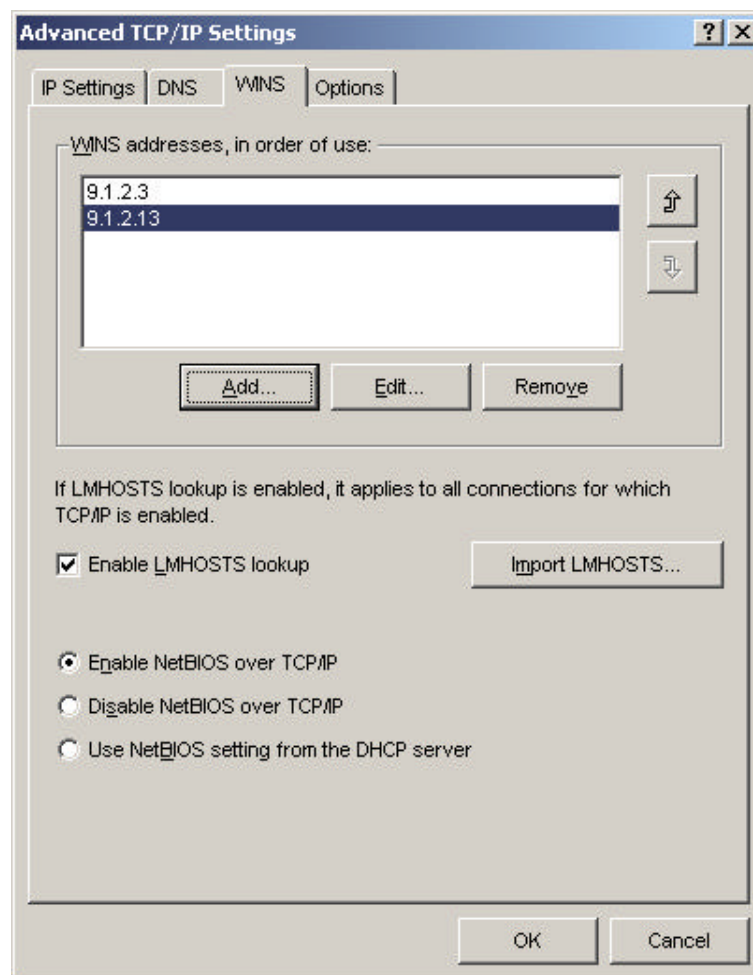 Advanced TCP/IP Settings
IP Settings DNS WINS Options
WINS addresses, in order of use:
9.1.2.3
9.1.2.13
Add... Edit... Remove
If LMHOSTS lookup is enabled, it applies to all connections for which
TCP/IP is enabled.
Enable LMHOSTS lookup Import LMHOSTS...
Enable NetBIOS over TCP/IP
Disable NetBIOS over TCP/IP
Use NetBIOS setting from the DHCP server
OK Cancel